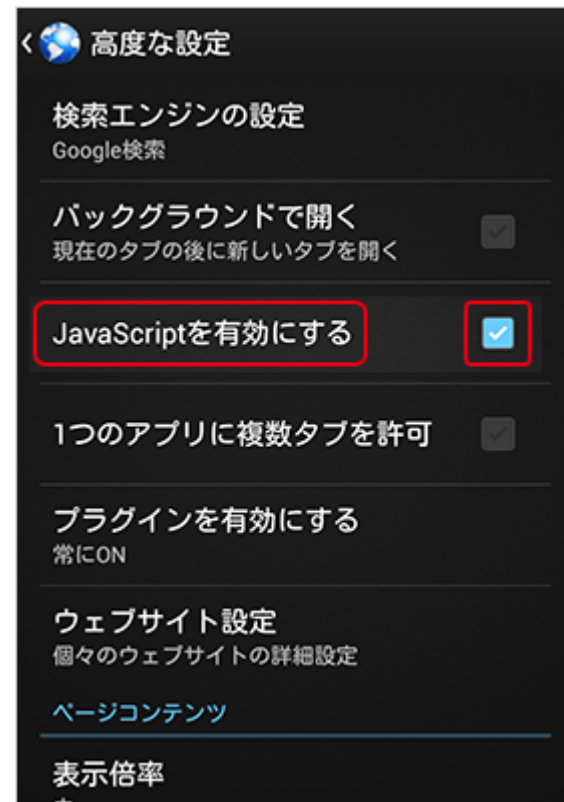 高度な設定
検索エンジンの設定
Google検索
バックグラウンドで開く
現在のタブの後に新しいタブを開く
JavaScriptを有効にする
1つのアプリに複数タブを許可
プラグインを有効にする
常にON
ウェブサイト設定
個々のウェブサイトの詳細設定
ページコンテンツ
表示倍率